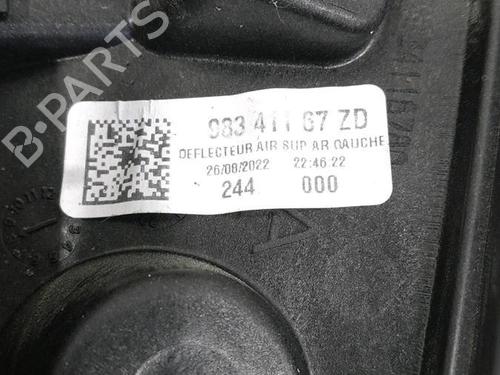 983 411 67 ZD
DEFLECTEUR AIR SUP AR GAUCHE
26/08/2022 22:46:22
244 000
A
B-PARTS